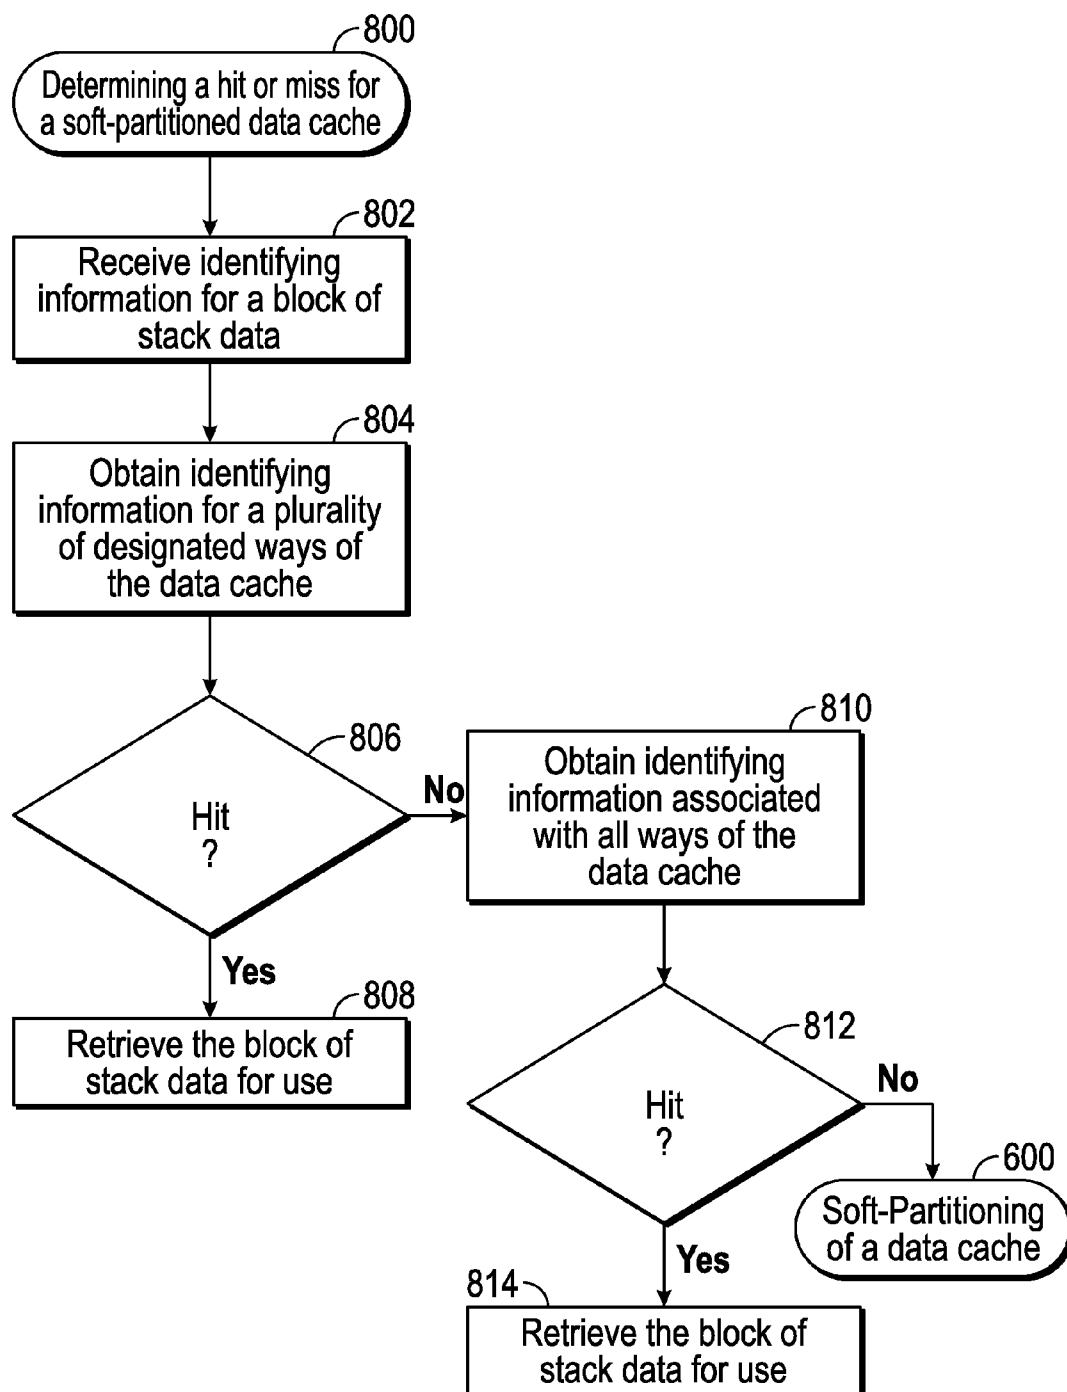 800
Determining a hit or miss for
a soft-partitioned data cache
802
Receive identifying
information for a block of
stack data
804
Obtain identifying
information for a plurality
of designated ways of
the data cache
806
Hit
?
No
Yes
808
Retrieve the block of
stack data for use
810
Obtain identifying
information associated
with all ways of the
data cache
812
Hit
?
No
600
Soft-Partitioning
of a data cache
Yes
814
Retrieve the block of
stack data for use